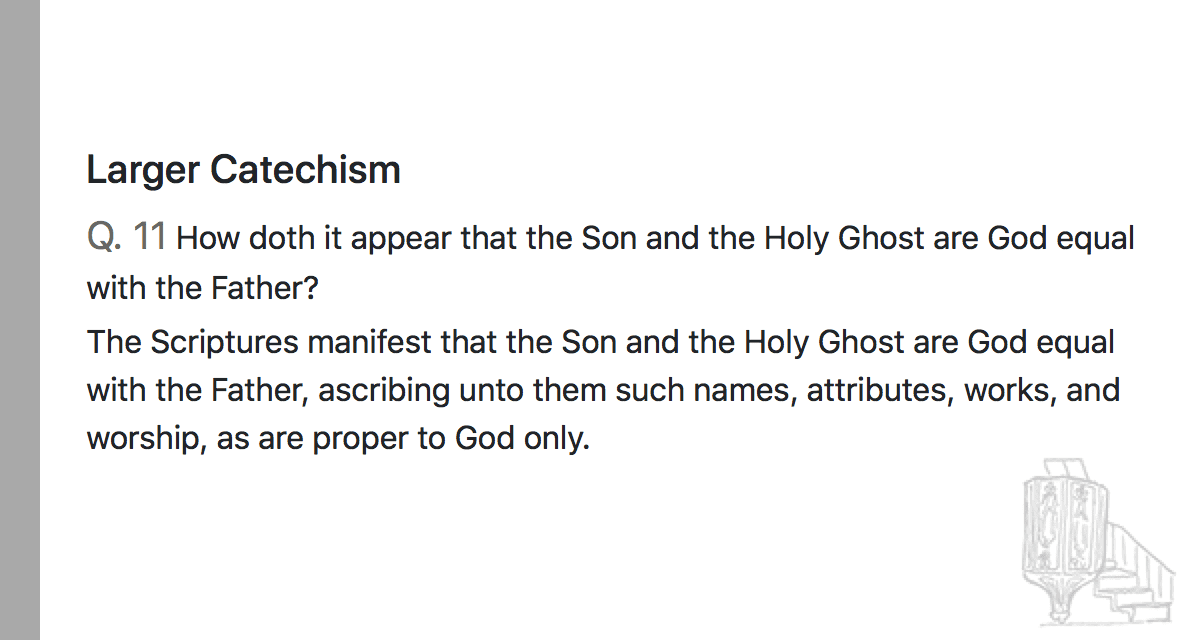 Larger Catechism
Q. 11 How doth it appear that the Son and the Holy Ghost are God equal
with the Father?
The Scriptures manifest that the Son and the Holy Ghost are God equal
with the Father, ascribing unto them such names, attributes, works, and
worship, as are proper to God only.